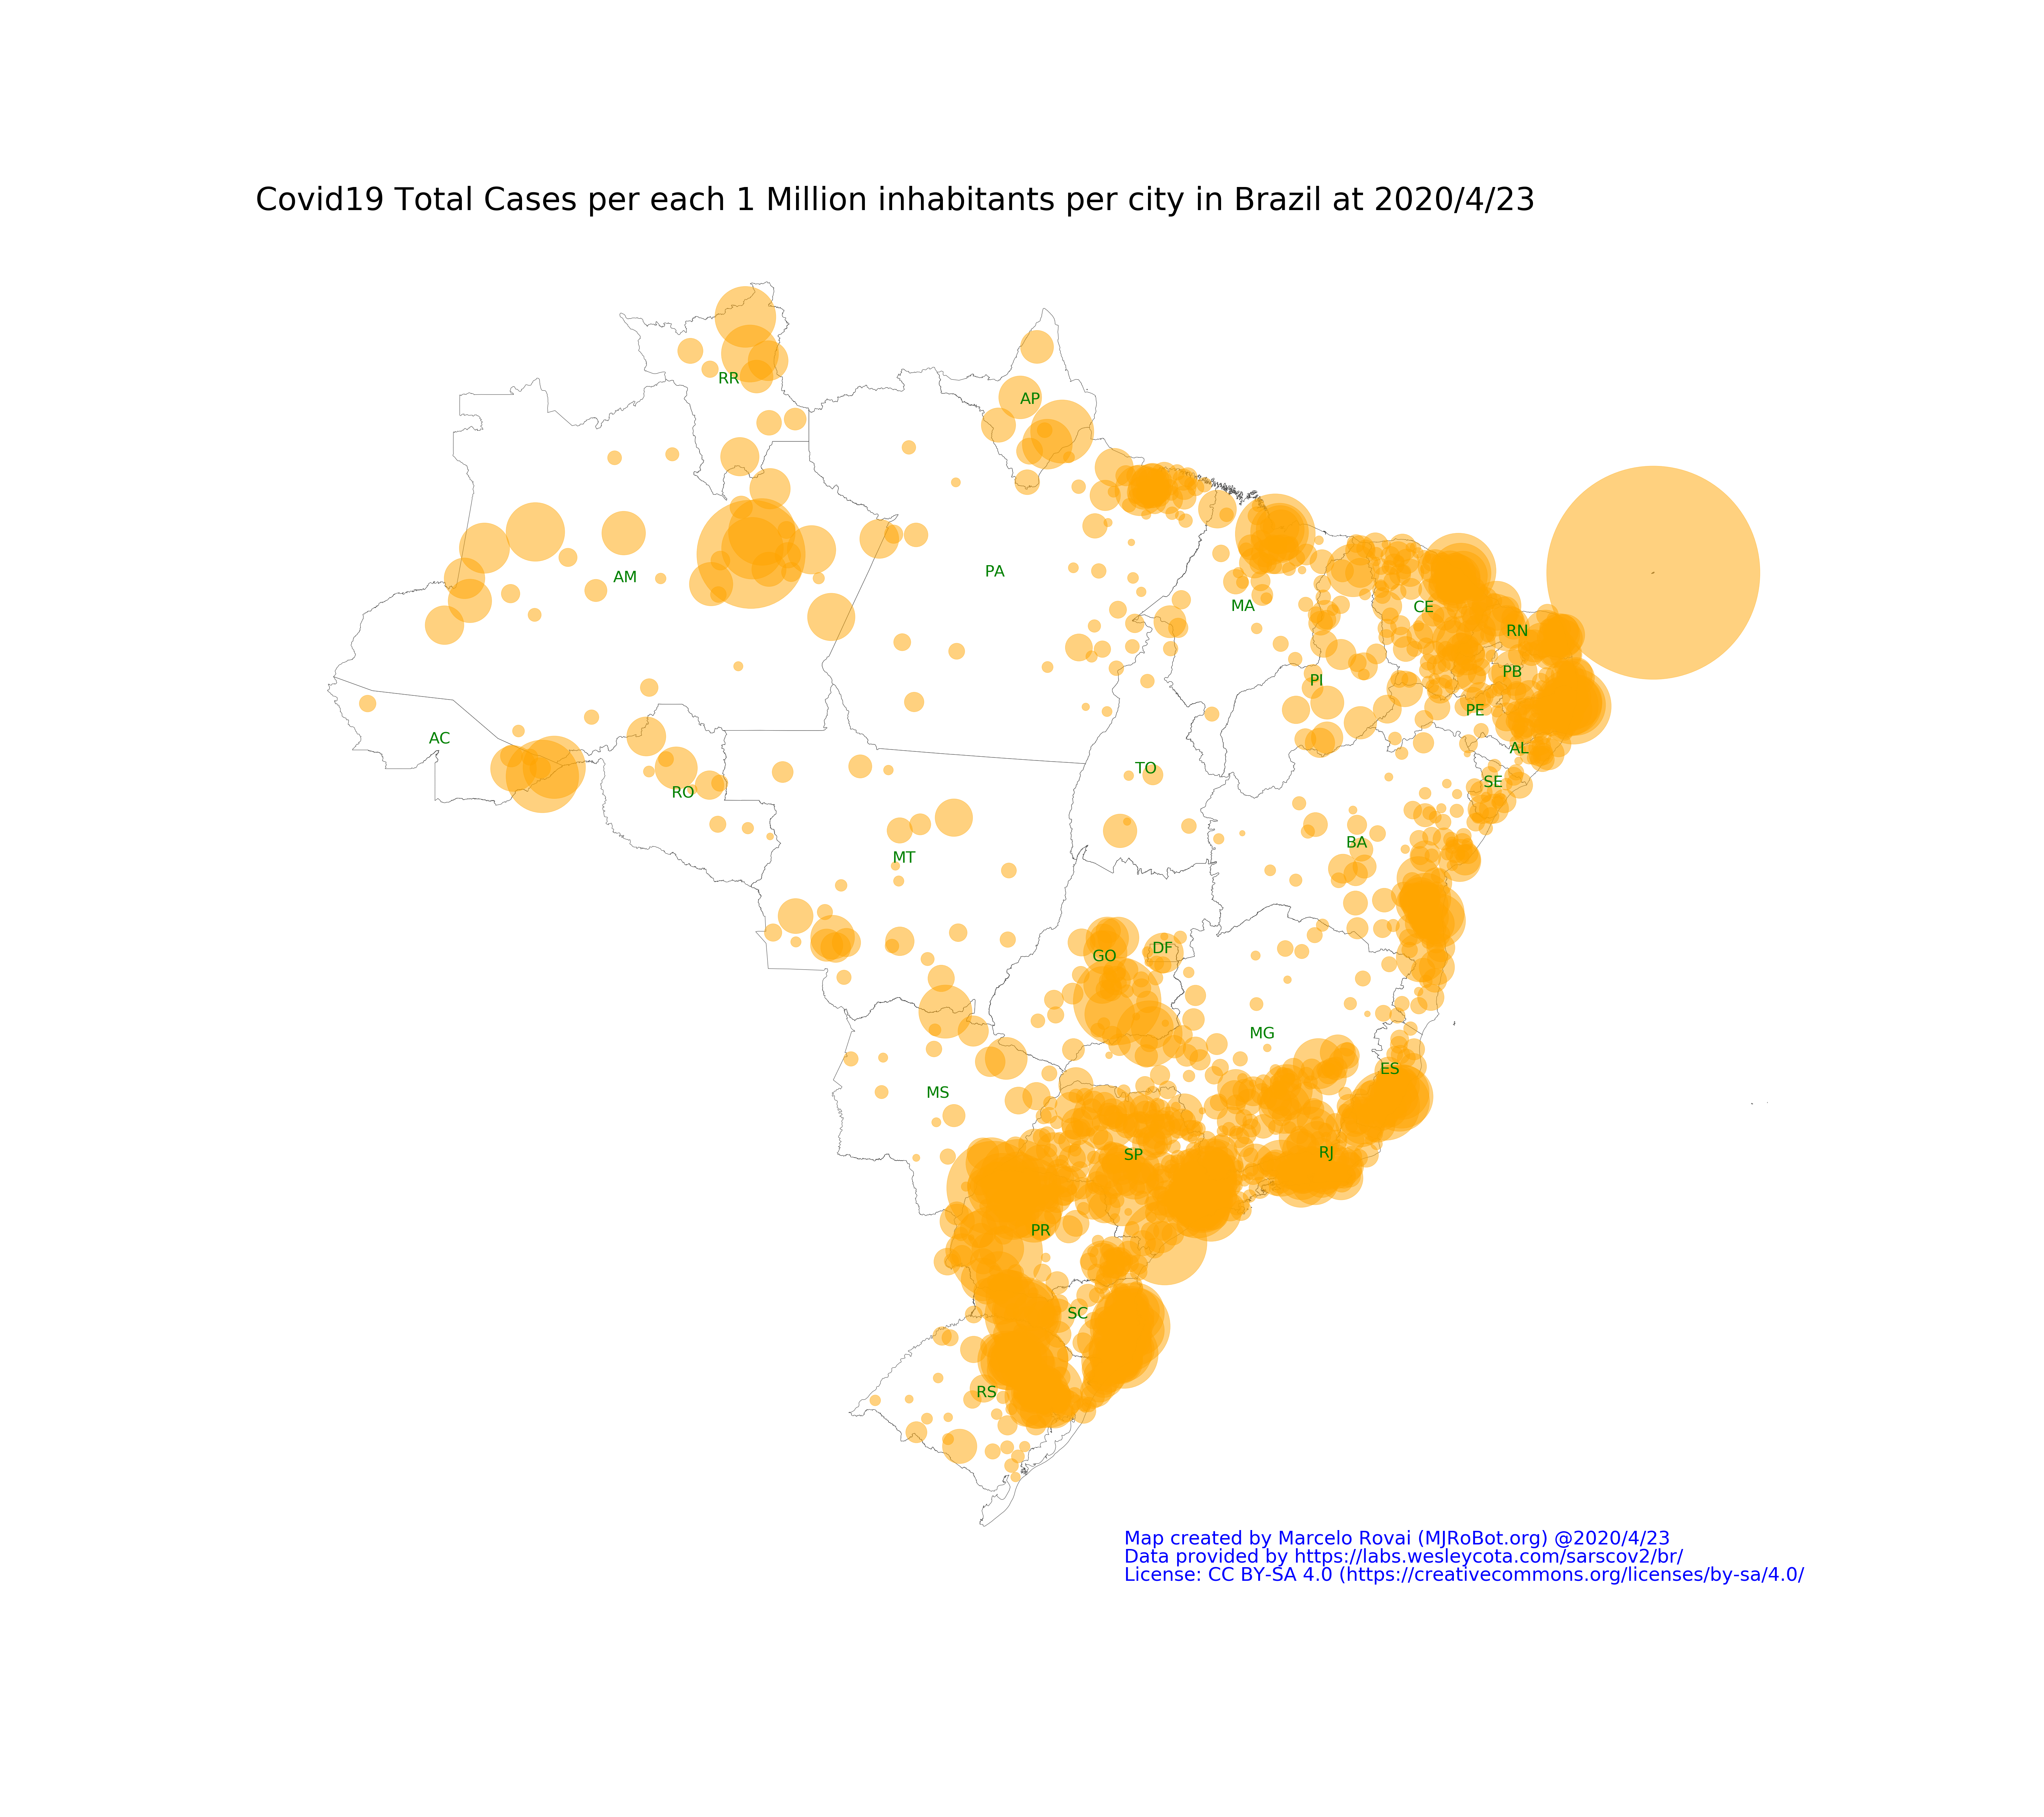 Covid19 Total Cases per each 1 Million inhabitants per city in Brazil at 2020/4/23
RR
AP
AM
PA
MA
CE
RN
PB
PI
PE
AC
AL
TO
SE
RO
BA
MT
DF
GO
MG
ES
MS
RJ
SP
PR
SC
RS
Map created by Marcelo Rovai (MJRoBot.org) @2020/4/23
Data provided by https://labs.wesleycota.com/sarscov2/br/
License: CC BY-SA 4.0 (https://creativecommons.org/licenses/by-sa/4.0/